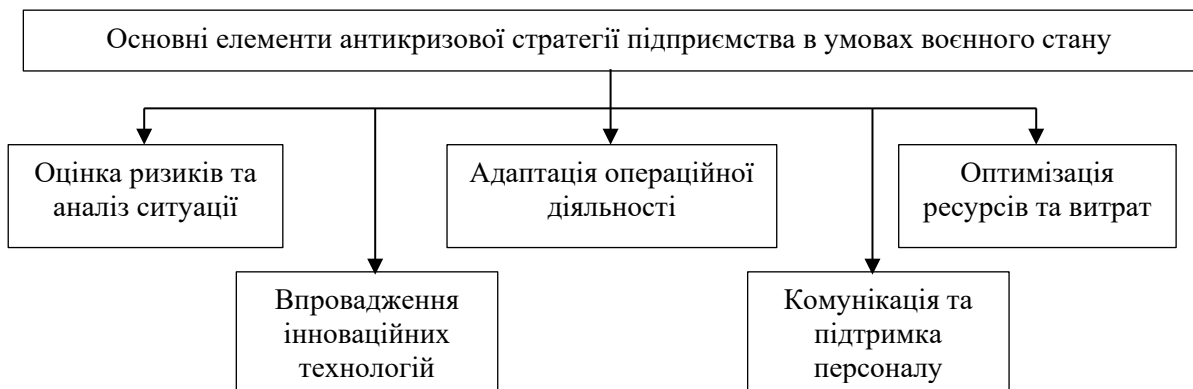 Основні елементи антикризової стратегії підприємства в умовах воєнного стану
Оцінка ризиків та
аналіз ситуації
Адаптація операційної
діяльності
Оптимізація
ресурсів та витрат
Впровадження
інноваційних
технологій
Комунікація та
підтримка
персоналу